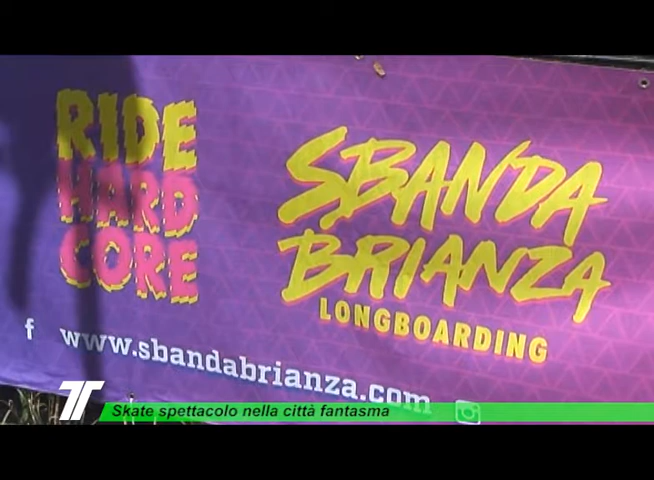 RIDE
HARD
CORE
SBANDA
BRIANZA
LONGBOARDING
f www.sbandabrianza.com
T Skate spettacolo nella città fantasma